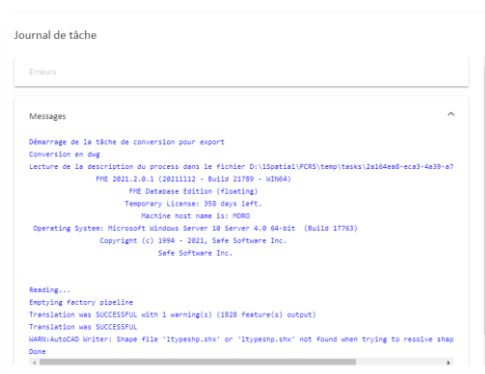 Journal de tâche
Erreurs
Messages
Démarrage de la tâche de conversion pour export
Conversion en dwg
Lecture de la description du process dans le fichier D:\1Spatial\PCRS\temp\tasks\2a164ea8-eca3-4a39-a7
FME 2021.2.0.1 (20211112 - Build 21789 - WIN64)
FME Database Edition (floating)
Temporary License: 358 days left.
Machine host name is: MORO
Operating System: Microsoft Windows Server 10 Server 4.0 64-bit (Build 17763)
Copyright (c) 1994 - 2021, Safe Software Inc.
Safe Software Inc.
Reading...
Emptying factory pipeline
Translation was SUCCESSFUL with 1 warning(s) (1828 feature(s) output)
Translation was SUCCESSFUL
WARN:AutoCAD Writer: Shape file 'ltypeshp.shx' or 'ltypeshp.shx' not found when trying to resolve shap
Done